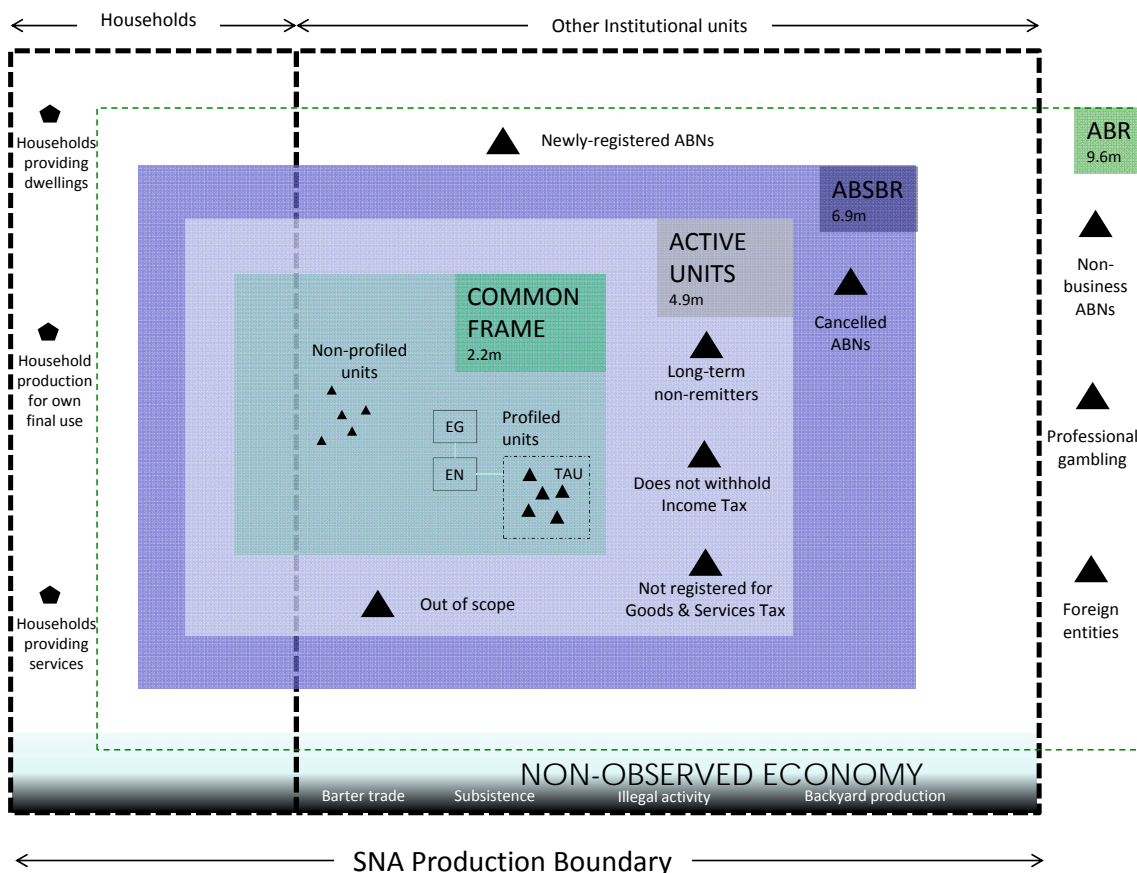 Households
Other Institutional units
Households
providing
dwellings
Newly-registered ABNs
ABR
9.6m
ABSBR
6.9m
ACTIVE
UNITS
4.9m
Non-
business
ABNs
COMMON
FRAME
2.2m
Cancelled
ABNs
Household
production
for own
final use
Non-profiled
units
Long-term
non-remitters
EG
Profiled
units
Professional
gambling
EN
TAU
Does not withhold
Income Tax
Not registered for
Goods & Services Tax
Out of scope
Households
providing
services
Foreign
entities
NON-OBSERVED ECONOMY
Barter trade
Subsistence
Illegal activity
Backyard production
SNA Production Boundary